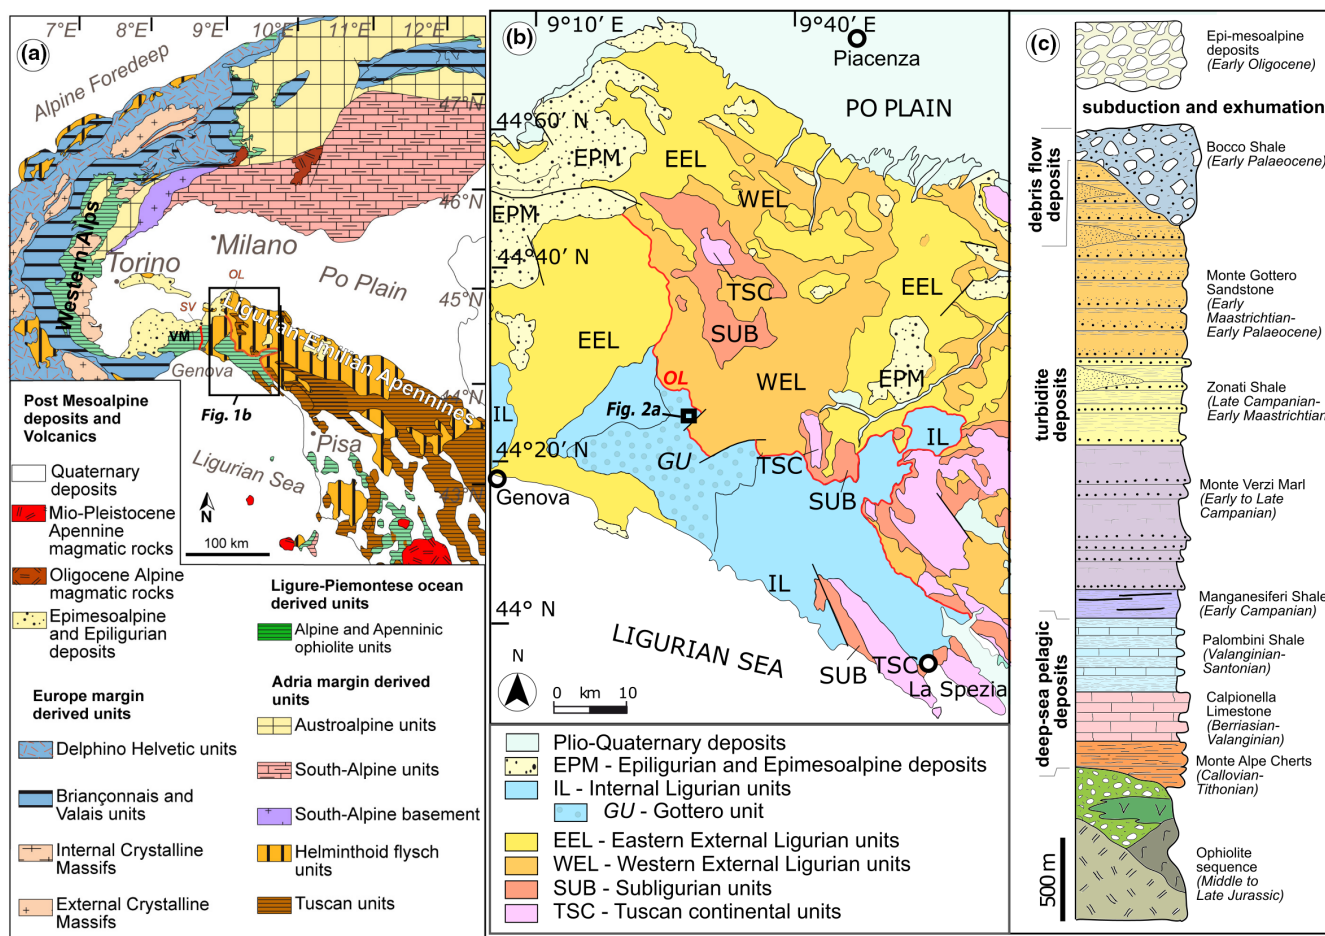 (a)
7°E
8°E
9°E
10°E
11°E
12°E
Alpine Foredeep
47°N
46°N
45°N
44°N
43°N
Western Alps
Milano
Torino
Po Plain
OL
SV
VM
Genova
Ligurian-Emilian Apennines
Fig. 1b
Pisa
Ligurian Sea
N
100 km
Post Mesoalpine
deposits and
Volcanics
Quaternary
deposits
Mio-Pleistocene
Apennine
magmatic rocks
Oligocene Alpine
magmatic rocks
Epimesoalpine
and Epiligurian
deposits
Europe margin
derived units
Delphino Helvetic units
Briançonnais and
Valais units
Internal Crystalline
Massifs
External Crystalline
Massifs
Ligure-Piemontese ocean
derived units
Alpine and Apenninic
ophiolite units
Adria margin derived
units
Austroalpine units
South-Alpine units
South-Alpine basement
Helminthoid flysch
units
Tuscan units
(b)
9°10′ E
9°40′ E
Piacenza
PO PLAIN
44°60′ N
EPM
EEL
WEL
EPM
44°40′ N
TSC
EEL
SUB
EEL
OL
WEL
EPM
Fig. 2a
IL
IL
44°20′ N
GU
TSC
SUB
Genova
IL
44° N
LIGURIAN SEA
SUB
TSC
La Spezia
N
0 km 10
Plio-Quaternary deposits
EPM - Epiligurian and Epimesoalpine deposits
IL - Internal Ligurian units
GU - Gottero unit
EEL - Eastern External Ligurian units
WEL - Western External Ligurian units
SUB - Subligurian units
TSC - Tuscan continental units
(c)
Epi-mesoalpine
deposits
(Early Oligocene)
subduction and exhumation
debris flow
deposits
Bocco Shale
(Early Palaeocene)
turbidite
deposits
Monte Gottero
Sandstone
(Early
Maastrichtian-
Early Palaeocene)
Zonati Shale
(Late Campanian-
Early Maastrichtian
Monte Verzi Marl
(Early to Late
Campanian)
Manganesiferi Shale
(Early Campanian)
deep-sea pelagic
deposits
Palombini Shale
(Valanginian-
Santonian)
Calpionella
Limestone
(Berriasian-
Valanginian)
Monte Alpe Cherts
(Callovian-
Tithonian)
Ophiolite
sequence
(Middle to
Late Jurassic)
500 m